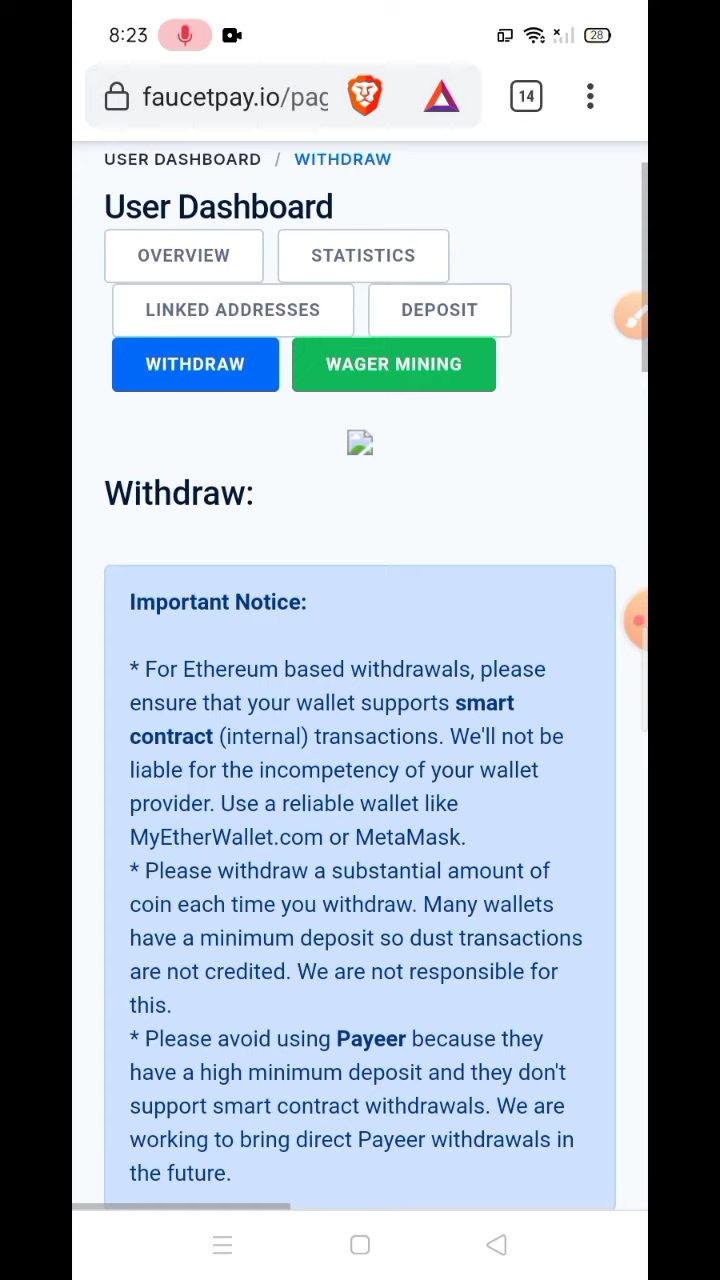 8:23
28
faucetpay.io/pag
14
USER DASHBOARD / WITHDRAW
User Dashboard
OVERVIEW
STATISTICS
LINKED ADDRESSES
DEPOSIT
WITHDRAW
WAGER MINING
Withdraw:
Important Notice:
* For Ethereum based withdrawals, please
ensure that your wallet supports smart
contract (internal) transactions. We'll not be
liable for the incompetency of your wallet
provider. Use a reliable wallet like
MyEtherWallet.com or MetaMask.
* Please withdraw a substantial amount of
coin each time you withdraw. Many wallets
have a minimum deposit so dust transactions
are not credited. We are not responsible for
this.
* Please avoid using Payeer because they
have a high minimum deposit and they don't
support smart contract withdrawals. We are
working to bring direct Payeer withdrawals in
the future.